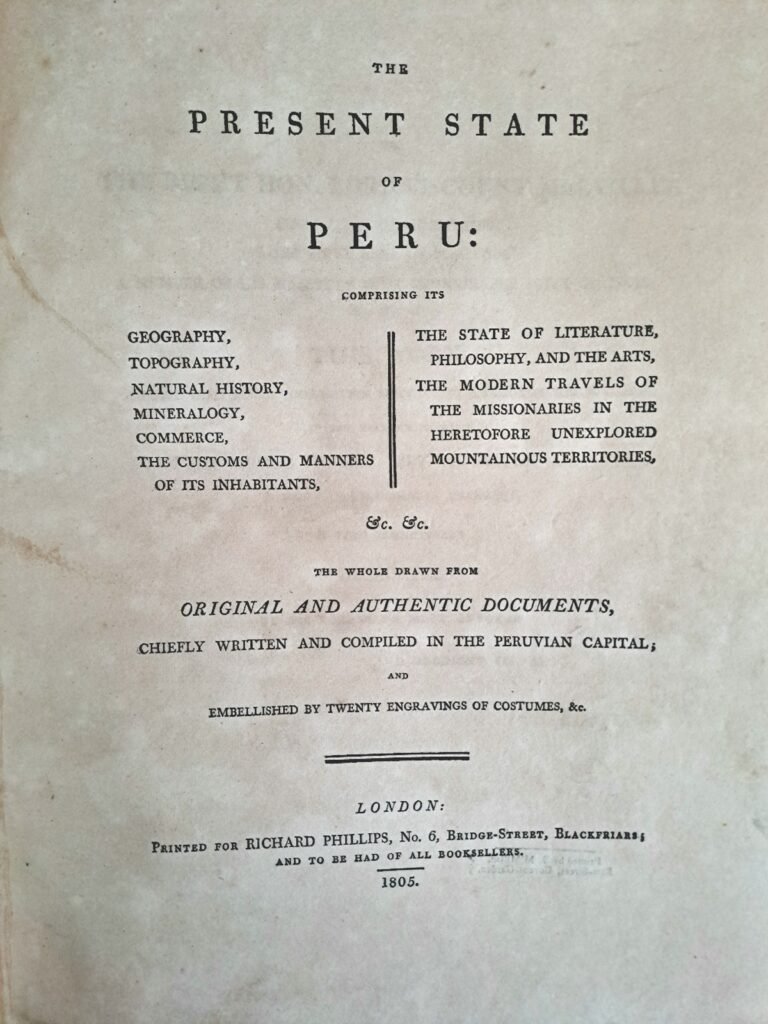 THE
PRESENT STATE
OF
PERU:
COMPRISING ITS
GEOGRAPHY,
TOPOGRAPHY,
NATURAL HISTORY,
MINERALOGY,
COMMERCE,
THE CUSTOMS AND MANNERS
OF ITS INHABITANTS,
THE STATE OF LITERATURE,
PHILOSOPHY, AND THE ARTS,
THE MODERN TRAVELS OF
THE MISSIONARIES IN THE
HERETOFORE UNEXPLORED
MOUNTAINOUS TERRITORIES,
&c. &c.
THE WHOLE DRAWN FROM
ORIGINAL AND AUTHENTIC DOCUMENTS,
CHIEFLY WRITTEN AND COMPILED IN THE PERUVIAN CAPITAL;
AND
EMBELLISHED BY TWENTY ENGRAVINGS OF COSTUMES, &c.
LONDON:
PRINTED FOR RICHARD PHILLIPS, No. 6, BRIDGE-STREET, BLACKFRIARS;
AND TO BE HAD OF ALL BOOKSELLERS.
1805.